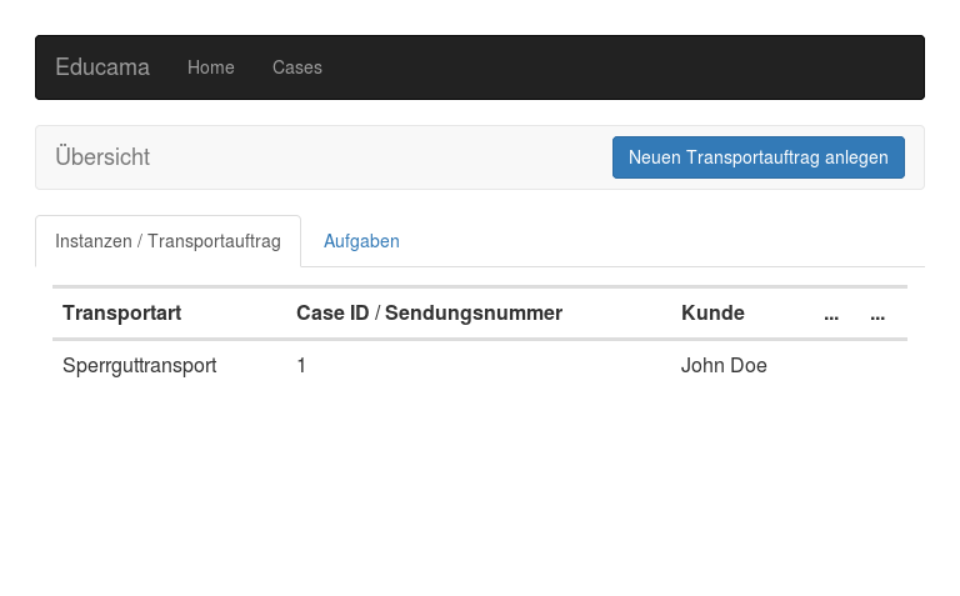 Educama Home Cases
Übersicht Neuen Transportauftrag anlegen
Instanzen / Transportauftrag Aufgaben
Transportart Case ID / Sendungsnummer Kunde ... ...
Sperrguttransport 1 John Doe